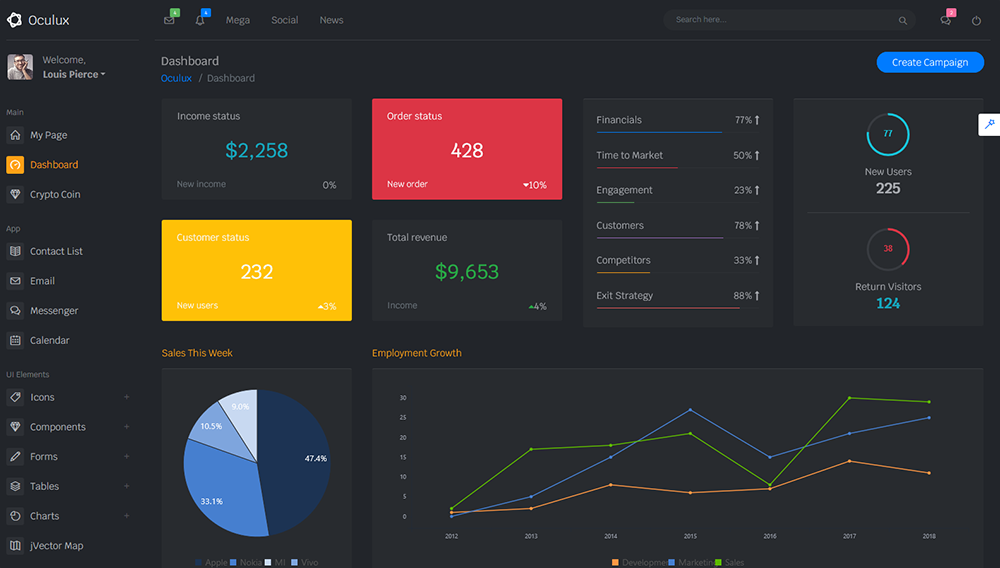 Oculux
Mega
Social
News
Search here...
Welcome,
Louis Pierce
Main
My Page
Dashboard
Crypto Coin
App
Contact List
Email
Messenger
Calendar
UI Elements
Icons +
Components +
Forms +
Tables +
Charts +
jVector Map
Dashboard
Oculux / Dashboard
Create Campaign
Income status
$2,258
New income 0%
Order status
428
New order 10%
Customer status
232
New users 3%
Total revenue
$9,653
Income 4%
Financials 77%
Time to Market 50%
Engagement 23%
Customers 78%
Competitors 33%
Exit Strategy 88%
77
New Users
225
38
Return Visitors
124
Sales This Week
9.0%
10.5%
47.4%
33.1%
Apple Nokia MI Vivo
Employment Growth
30
25
20
15
10
5
0
2012 2013 2014 2015 2016 2017 2018
Developmen Marketing Sales